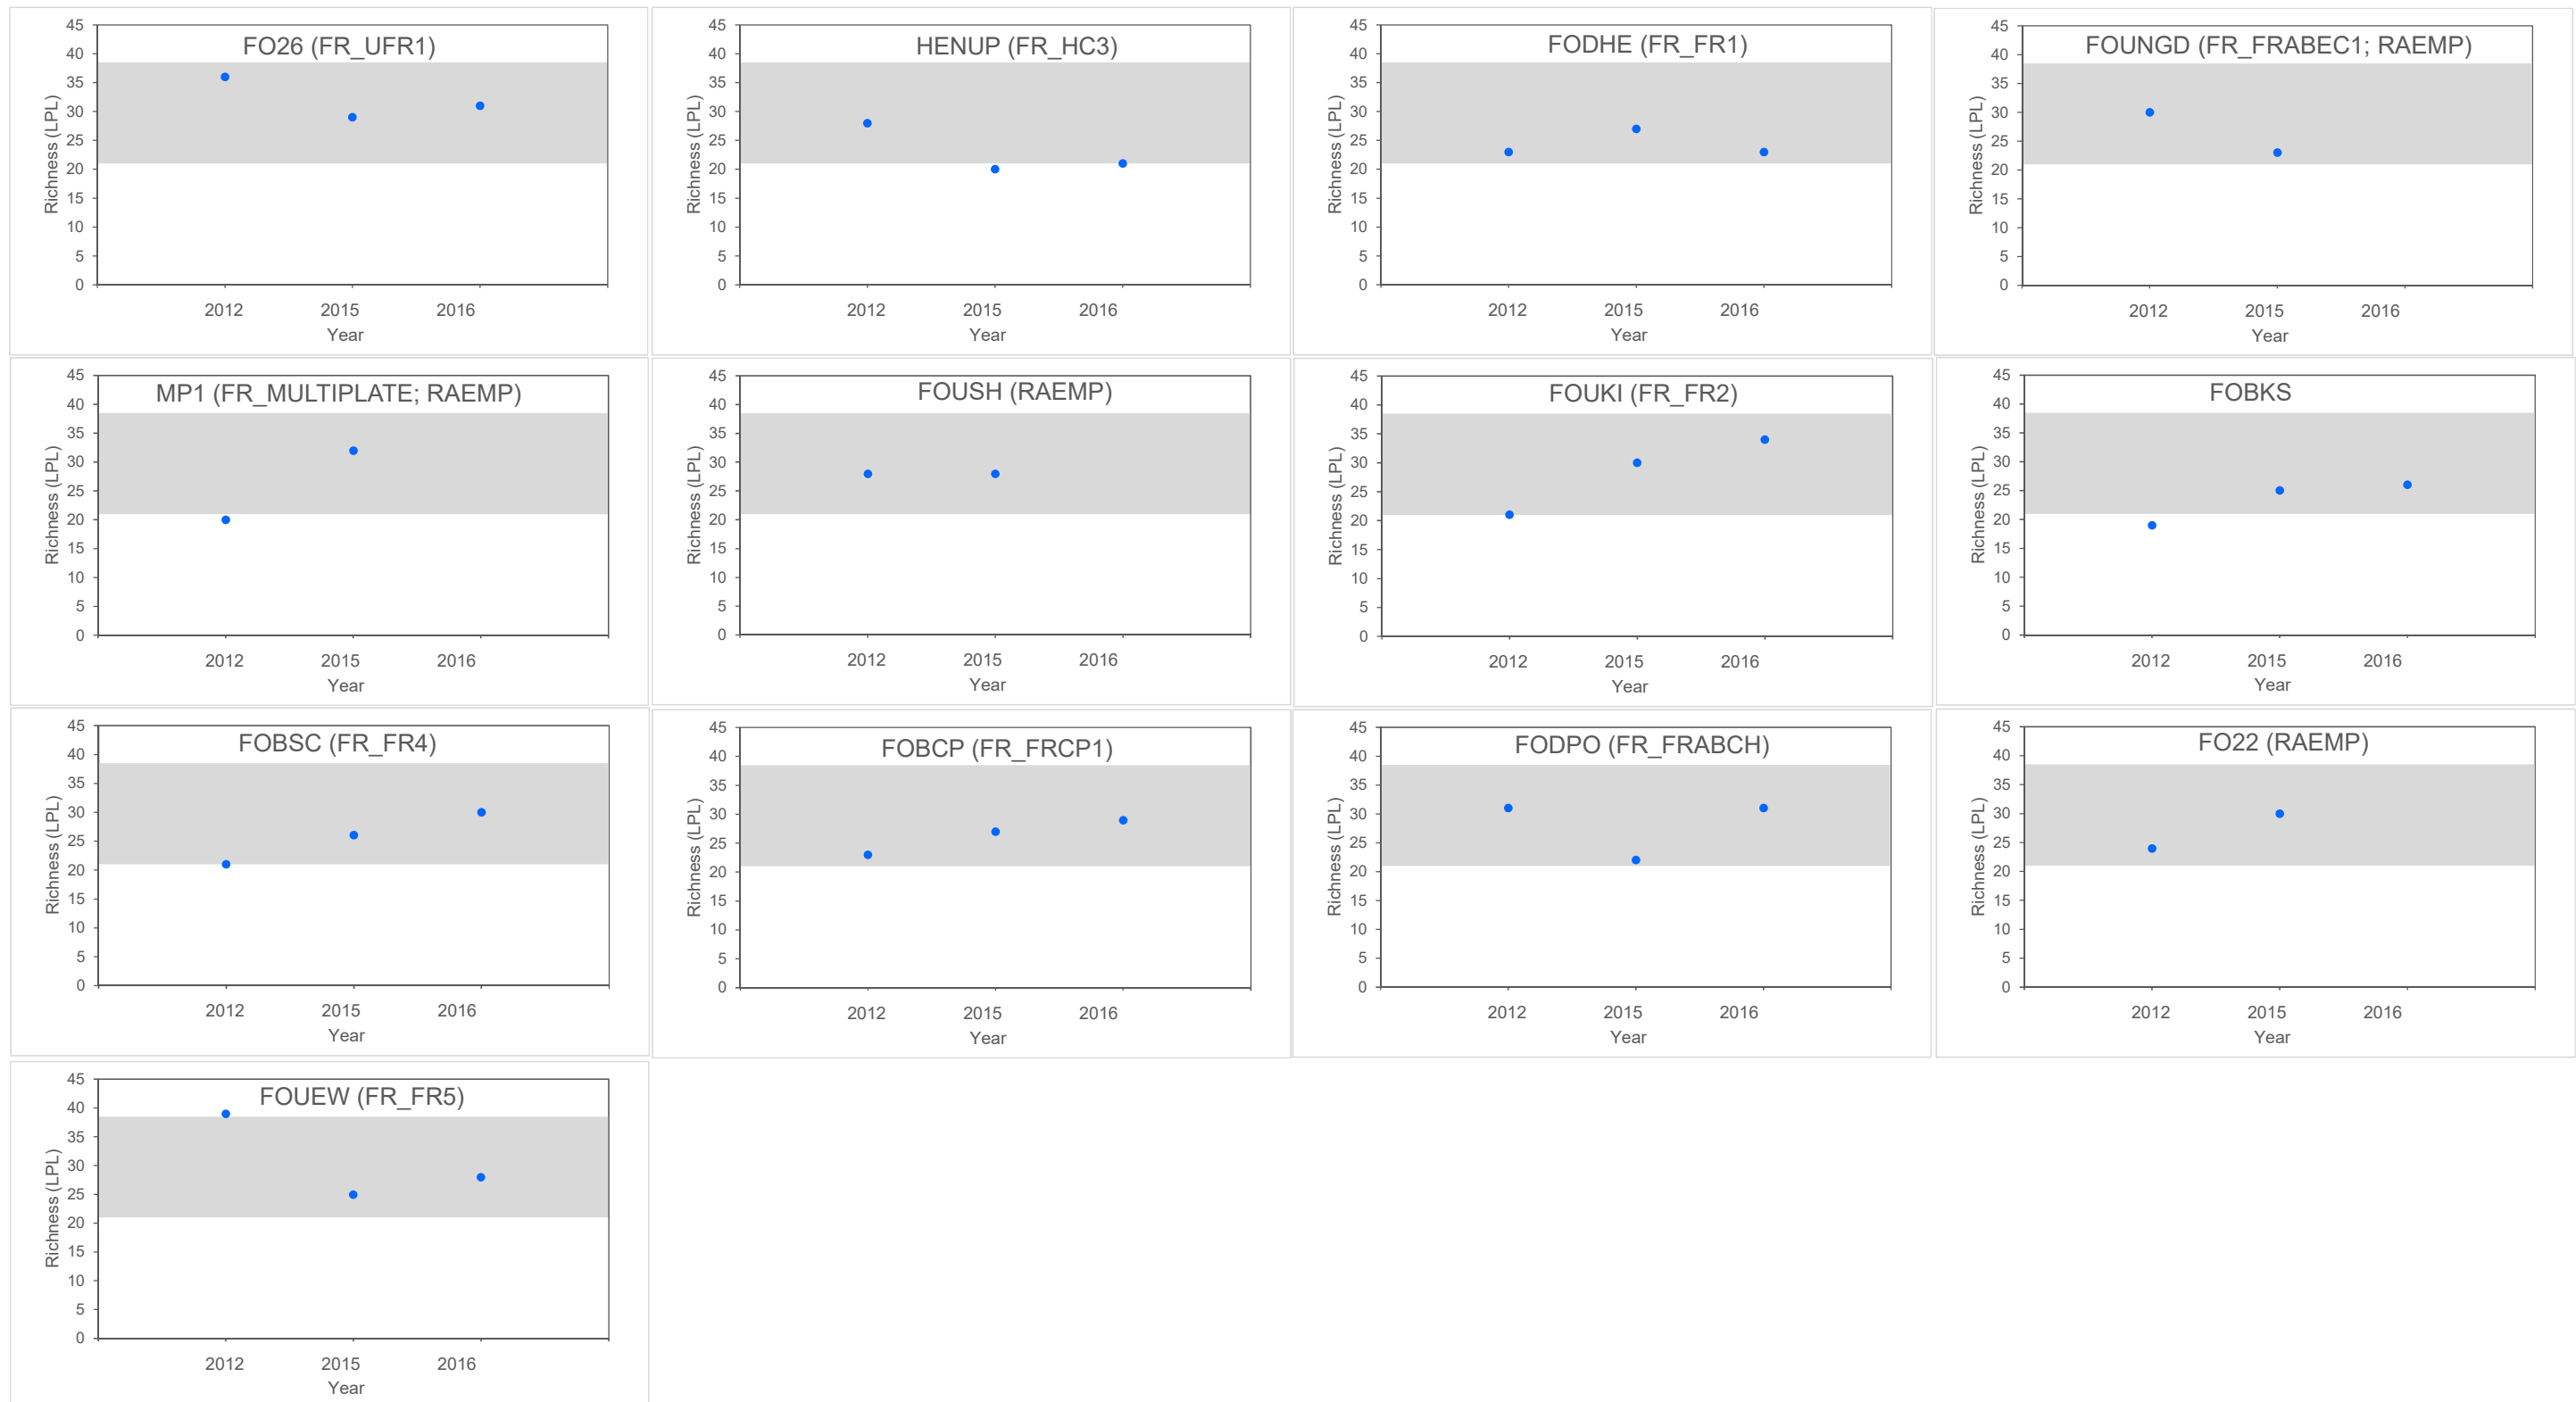 FO26 (FR_UFR1)
Richness (LPL)
45
40
35
30
25
20
15
10
5
0
2012 2015 2016
Year
HENUP (FR_HC3)
Richness (LPL)
45
40
35
30
25
20
15
10
5
0
2012 2015 2016
Year
FODHE (FR_FR1)
Richness (LPL)
45
40
35
30
25
20
15
10
5
0
2012 2015 2016
Year
FOUNGD (FR_FRABEC1; RAEMP)
Richness (LPL)
45
40
35
30
25
20
15
10
5
0
2012 2015 2016
Year
MP1 (FR_MULTIPLATE; RAEMP)
Richness (LPL)
45
40
35
30
25
20
15
10
5
0
2012 2015 2016
Year
FOUSH (RAEMP)
Richness (LPL)
45
40
35
30
25
20
15
10
5
0
2012 2015 2016
Year
FOUKI (FR_FR2)
Richness (LPL)
45
40
35
30
25
20
15
10
5
0
2012 2015 2016
Year
FOBKS
Richness (LPL)
45
40
35
30
25
20
15
10
5
0
2012 2015 2016
Year
FOBSC (FR_FR4)
Richness (LPL)
45
40
35
30
25
20
15
10
5
0
2012 2015 2016
Year
FOBCP (FR_FRCP1)
Richness (LPL)
45
40
35
30
25
20
15
10
5
0
2012 2015 2016
Year
FODPO (FR_FRABCH)
Richness (LPL)
45
40
35
30
25
20
15
10
5
0
2012 2015 2016
Year
FO22 (RAEMP)
Richness (LPL)
45
40
35
30
25
20
15
10
5
0
2012 2015 2016
Year
FOUEW (FR_FR5)
Richness (LPL)
45
40
35
30
25
20
15
10
5
0
2012 2015 2016
Year